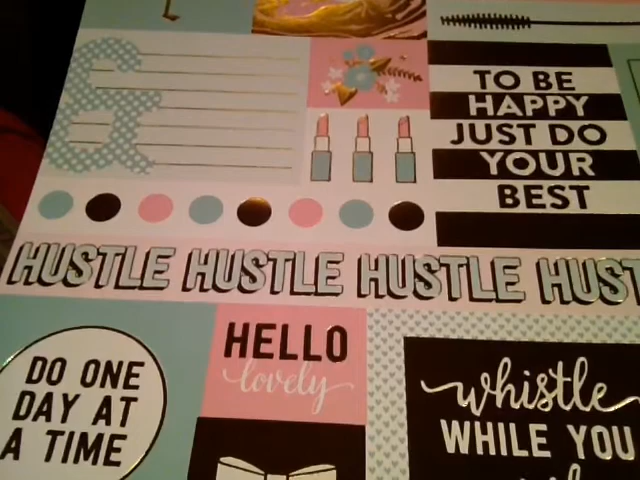 &
TO BE
HAPPY
JUST DO
YOUR
BEST
HUSTLE HUSTLE HUSTLE HUST
DO ONE
DAY AT
A TIME
HELLO
lovely
whistle
WHILE YOU